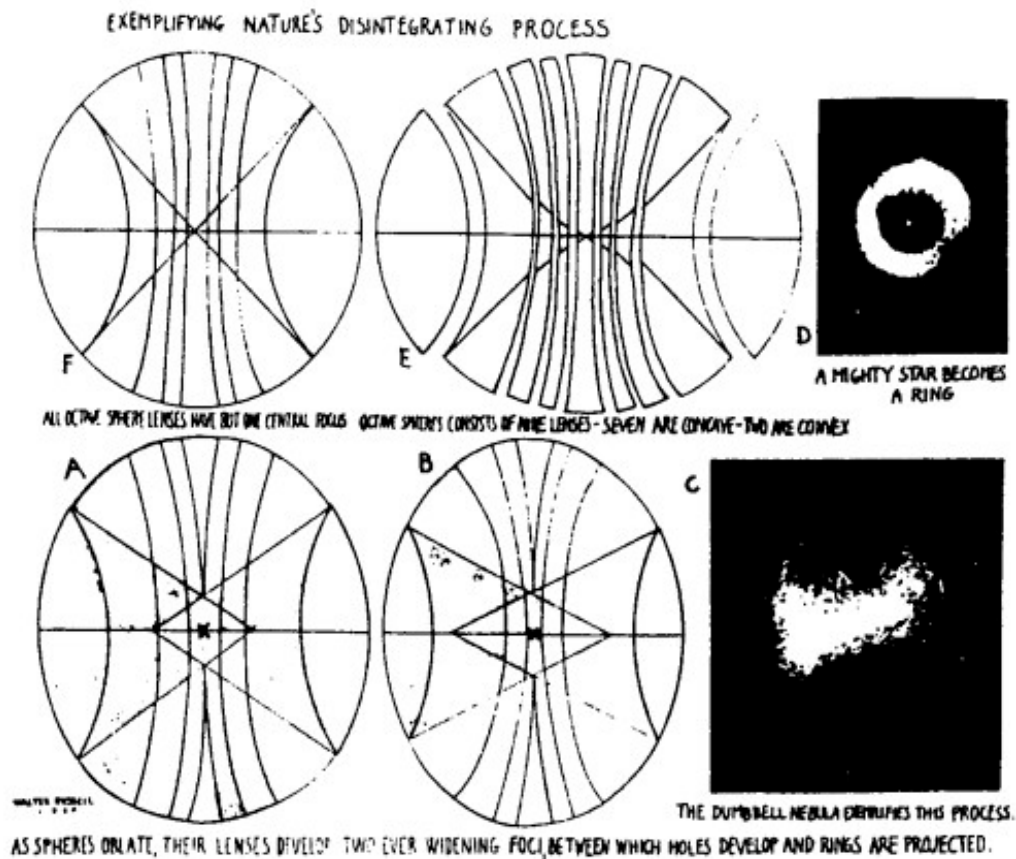 EXEMPLIFYING NATURE'S DISINTEGRATING PROCESS
F
E
D
A MIGHTY STAR BECOMES
A RING
ALL OCTAVE SPHERE LENSES HAVE BUT ONE CENTRAL FOCUS
OCTAVE SPHERES CONSISTS OF NINE LENSES - SEVEN ARE CONCAVE - TWO ARE CONVEX
A
B
C
WALTER RUSSELL
THE DUMBBELL NEBULA EXEMPLIFIES THIS PROCESS.
AS SPHERES OBLATE, THEIR LENSES DEVELOP TWO EVER WIDENING FOCI, BETWEEN WHICH HOLES DEVELOP AND RINGS ARE PROJECTED.